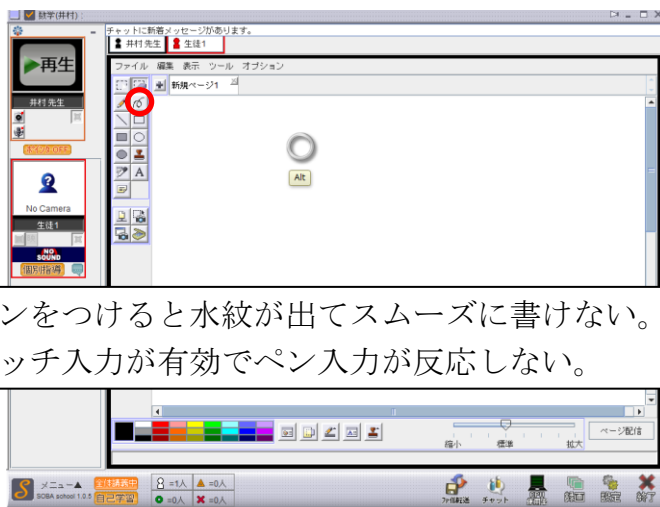 数学(井村) :
チャットに新着メッセージがあります。
井村 先生 生徒1
再生
ファイル 編集 表示 ツール オプション
新規ページ1
井村 先生
Alt
No Camera
生徒1
NO SOUND
個別指導
ンをつけると水紋が出てスムーズに書けない。
ッチ入力が有効でペン入力が反応しない。
縮小 標準 拡大
ページ配信
メニュー▲
SOBA school 1.0.5
全体講義中
自己学習
=1人 ▲ =0人
=0人 ✖ =0人
ファイル転送 チャット 録画 設定 終了